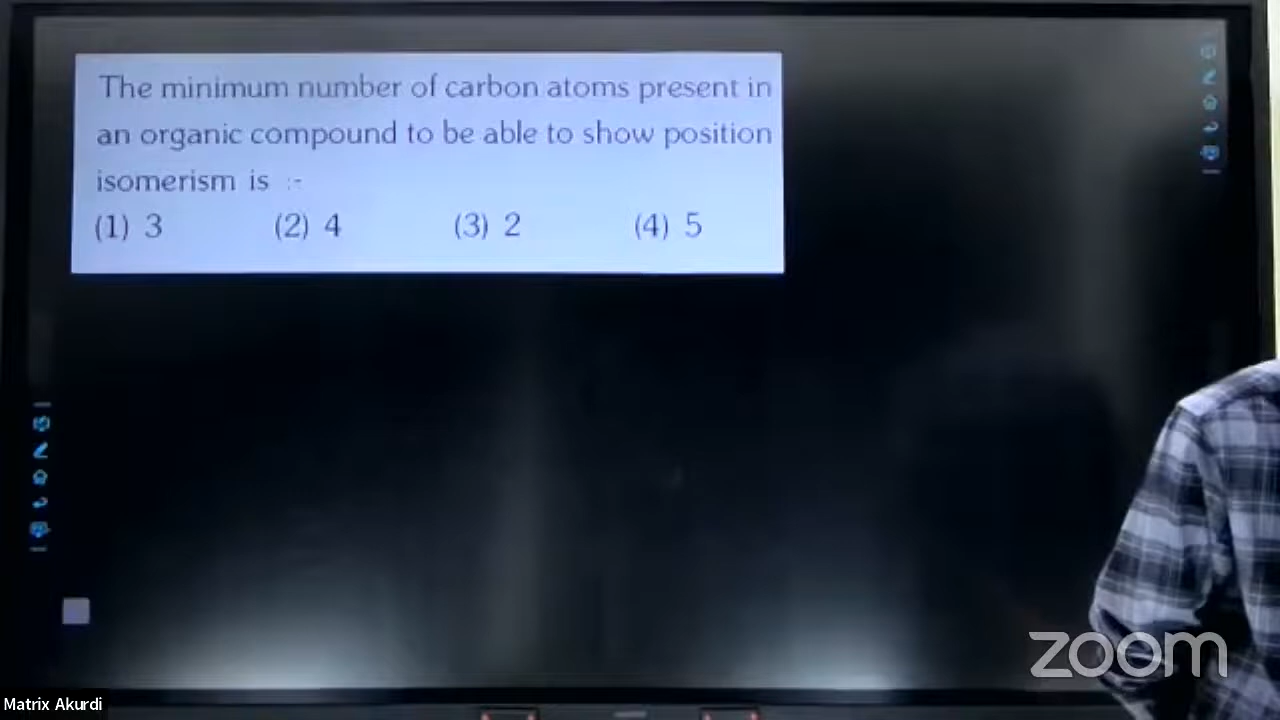 The minimum number of carbon atoms present in
an organic compound to be able to show position
isomerism is :-
(1) 3 (2) 4 (3) 2 (4) 5
zoom
Matrix Akurdi